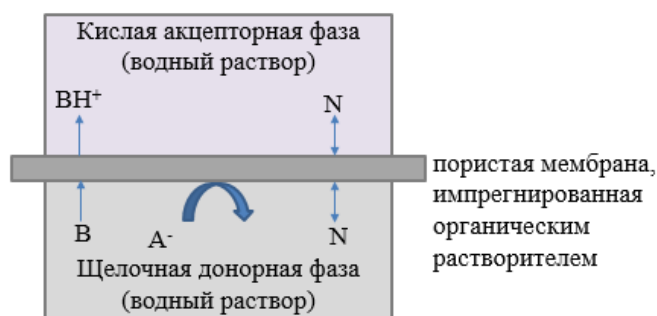 Кислая акцепторная фаза
(водный раствор)
BH⁺
N
пористая мембрана,
импрегнированная
органическим
растворителем
B
A⁻
N
Щелочная донорная фаза
(водный раствор)